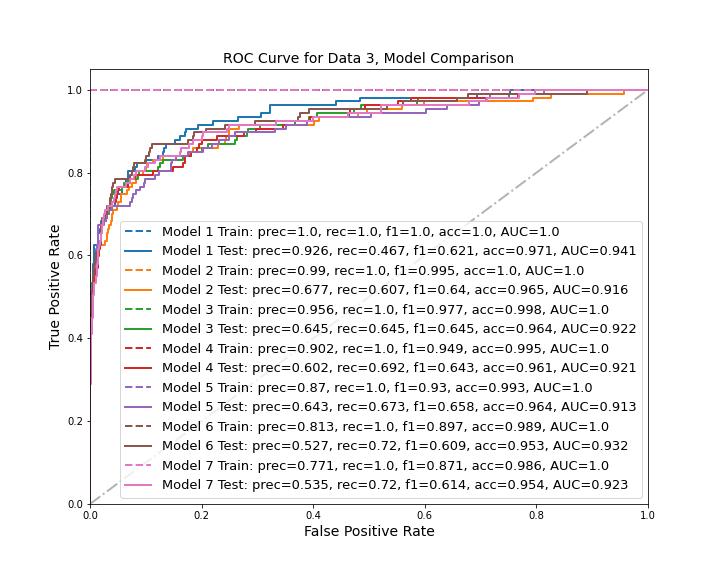 ROC Curve for Data 3, Model Comparison
True Positive Rate
1.0
0.8
0.6
0.4
0.2
0.0
Model 1 Train: prec=1.0, rec=1.0, f1=1.0, acc=1.0, AUC=1.0
Model 1 Test: prec=0.926, rec=0.467, f1=0.621, acc=0.971, AUC=0.941
Model 2 Train: prec=0.99, rec=1.0, f1=0.995, acc=1.0, AUC=1.0
Model 2 Test: prec=0.677, rec=0.607, f1=0.64, acc=0.965, AUC=0.916
Model 3 Train: prec=0.956, rec=1.0, f1=0.977, acc=0.998, AUC=1.0
Model 3 Test: prec=0.645, rec=0.645, f1=0.645, acc=0.964, AUC=0.922
Model 4 Train: prec=0.902, rec=1.0, f1=0.949, acc=0.995, AUC=1.0
Model 4 Test: prec=0.602, rec=0.692, f1=0.643, acc=0.961, AUC=0.921
Model 5 Train: prec=0.87, rec=1.0, f1=0.93, acc=0.993, AUC=1.0
Model 5 Test: prec=0.643, rec=0.673, f1=0.658, acc=0.964, AUC=0.913
Model 6 Train: prec=0.813, rec=1.0, f1=0.897, acc=0.989, AUC=1.0
Model 6 Test: prec=0.527, rec=0.72, f1=0.609, acc=0.953, AUC=0.932
Model 7 Train: prec=0.771, rec=1.0, f1=0.871, acc=0.986, AUC=1.0
Model 7 Test: prec=0.535, rec=0.72, f1=0.614, acc=0.954, AUC=0.923
0.0 0.2 0.4 0.6 0.8 1.0
False Positive Rate